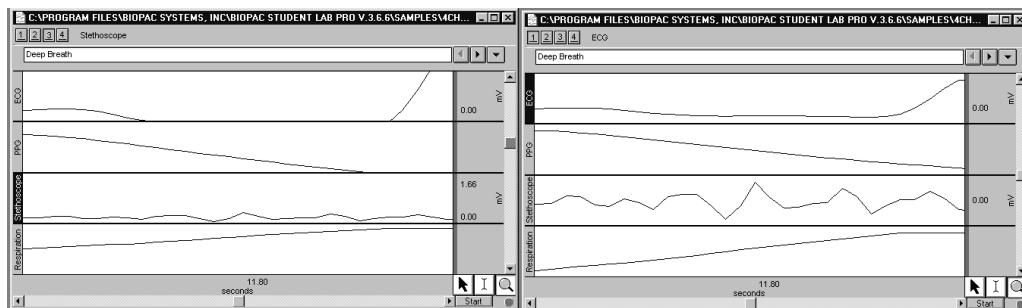 C:\PROGRAM FILES\BIOPAC SYSTEMS, INC\BIOPAC STUDENT LAB PRO V.3.6.6\SAMPLES\4CH...
1 2 3 4 Stethoscope
Deep Breath
ECG
0.00
mV
PPG
Stethoscope
1.66
0.00
mV
Respiration
11.80
seconds
Start
C:\PROGRAM FILES\BIOPAC SYSTEMS, INC\BIOPAC STUDENT LAB PRO V.3.6.6\SAMPLES\4CH...
1 2 3 4 ECG
Deep Breath
ECG
0.00
mV
PPG
Stethoscope
0.00
mV
Respiration
11.80
seconds
Start